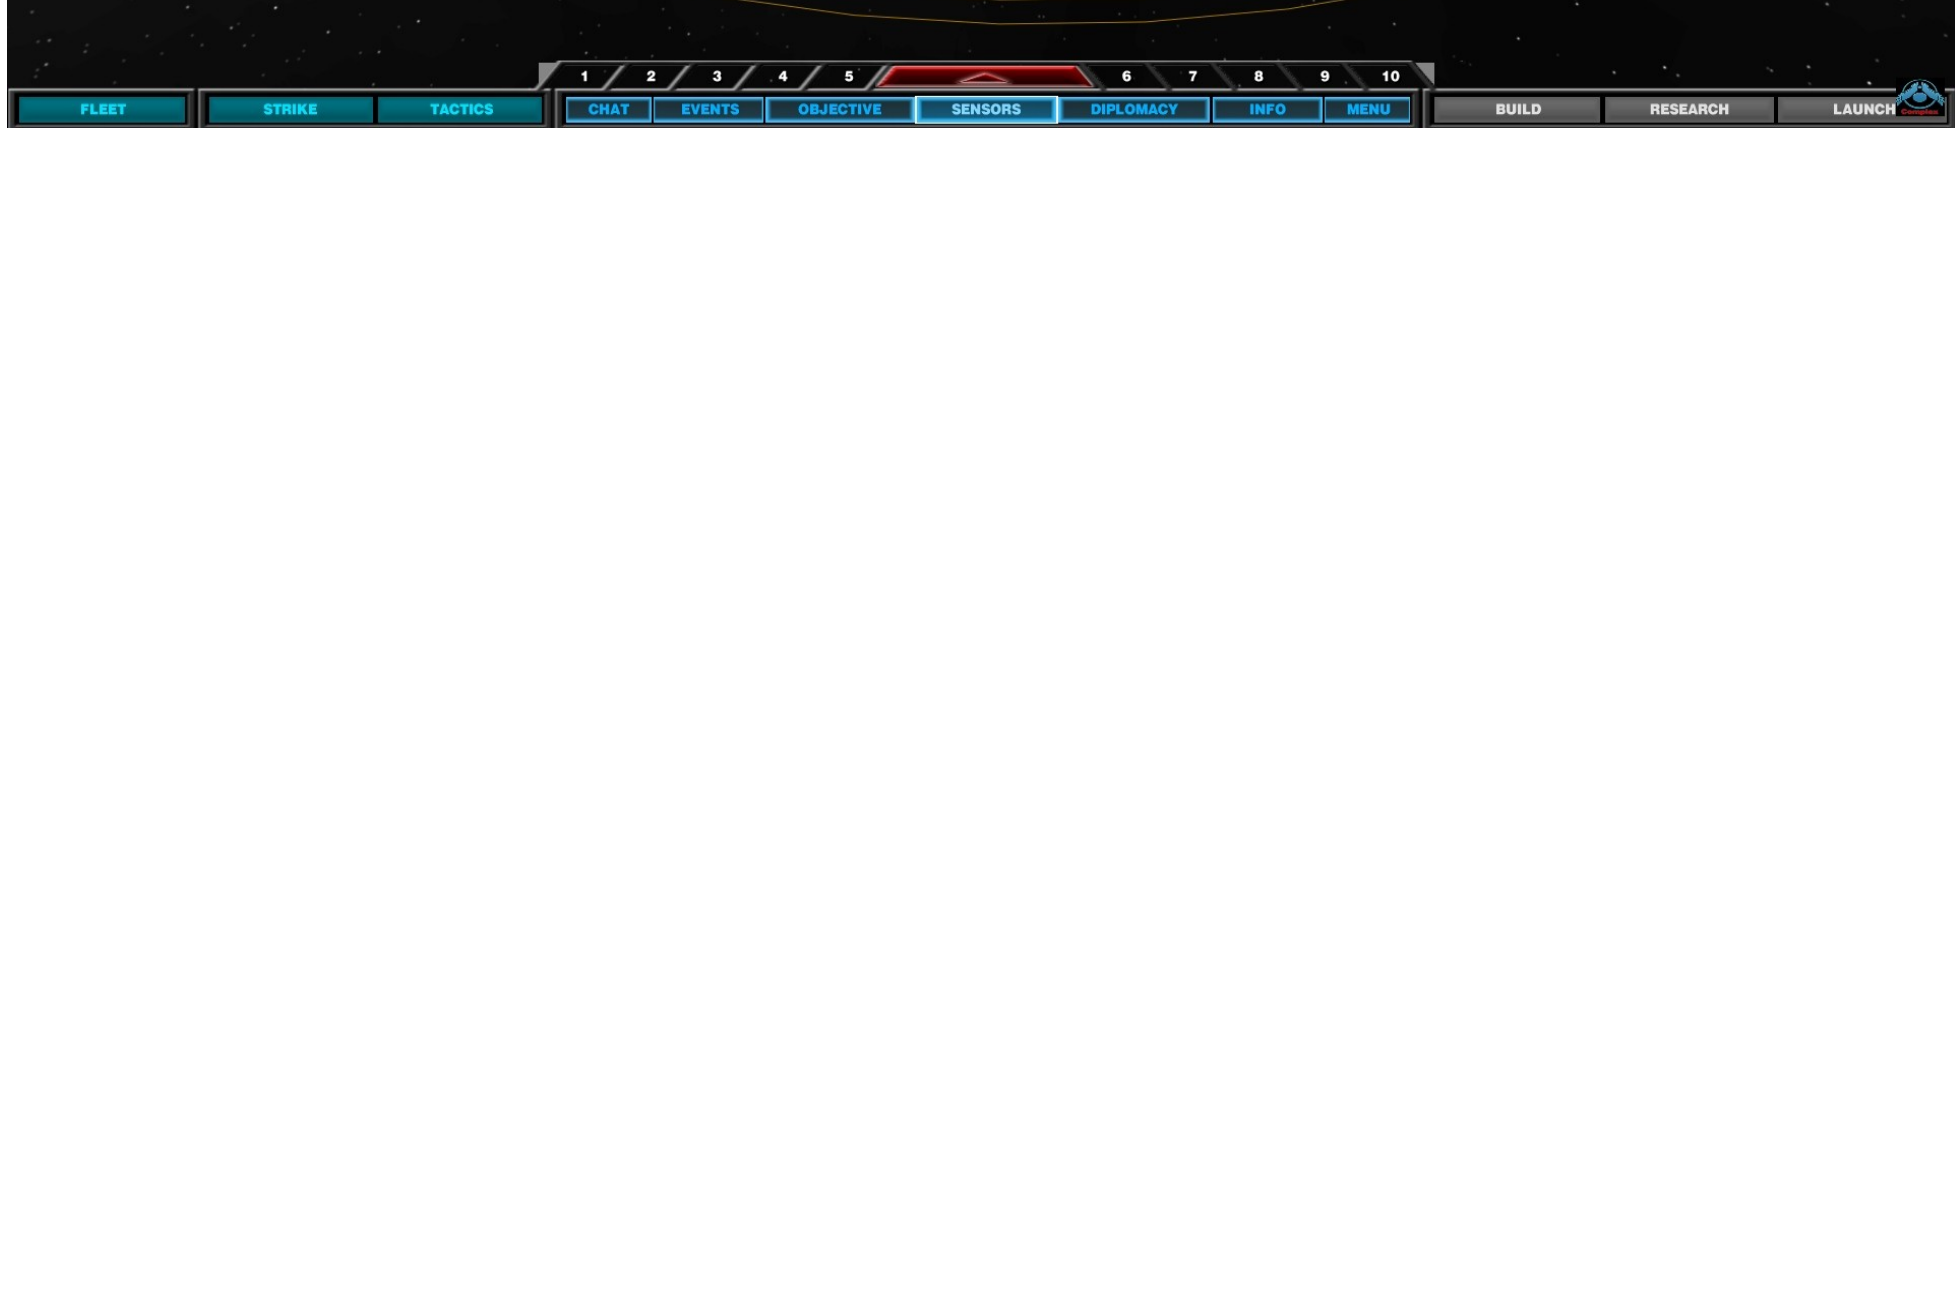 1 2 3 4 5 6 7 8 9 10
FLEET STRIKE TACTICS CHAT EVENTS OBJECTIVE SENSORS DIPLOMACY INFO MENU BUILD RESEARCH LAUNCH
Complex